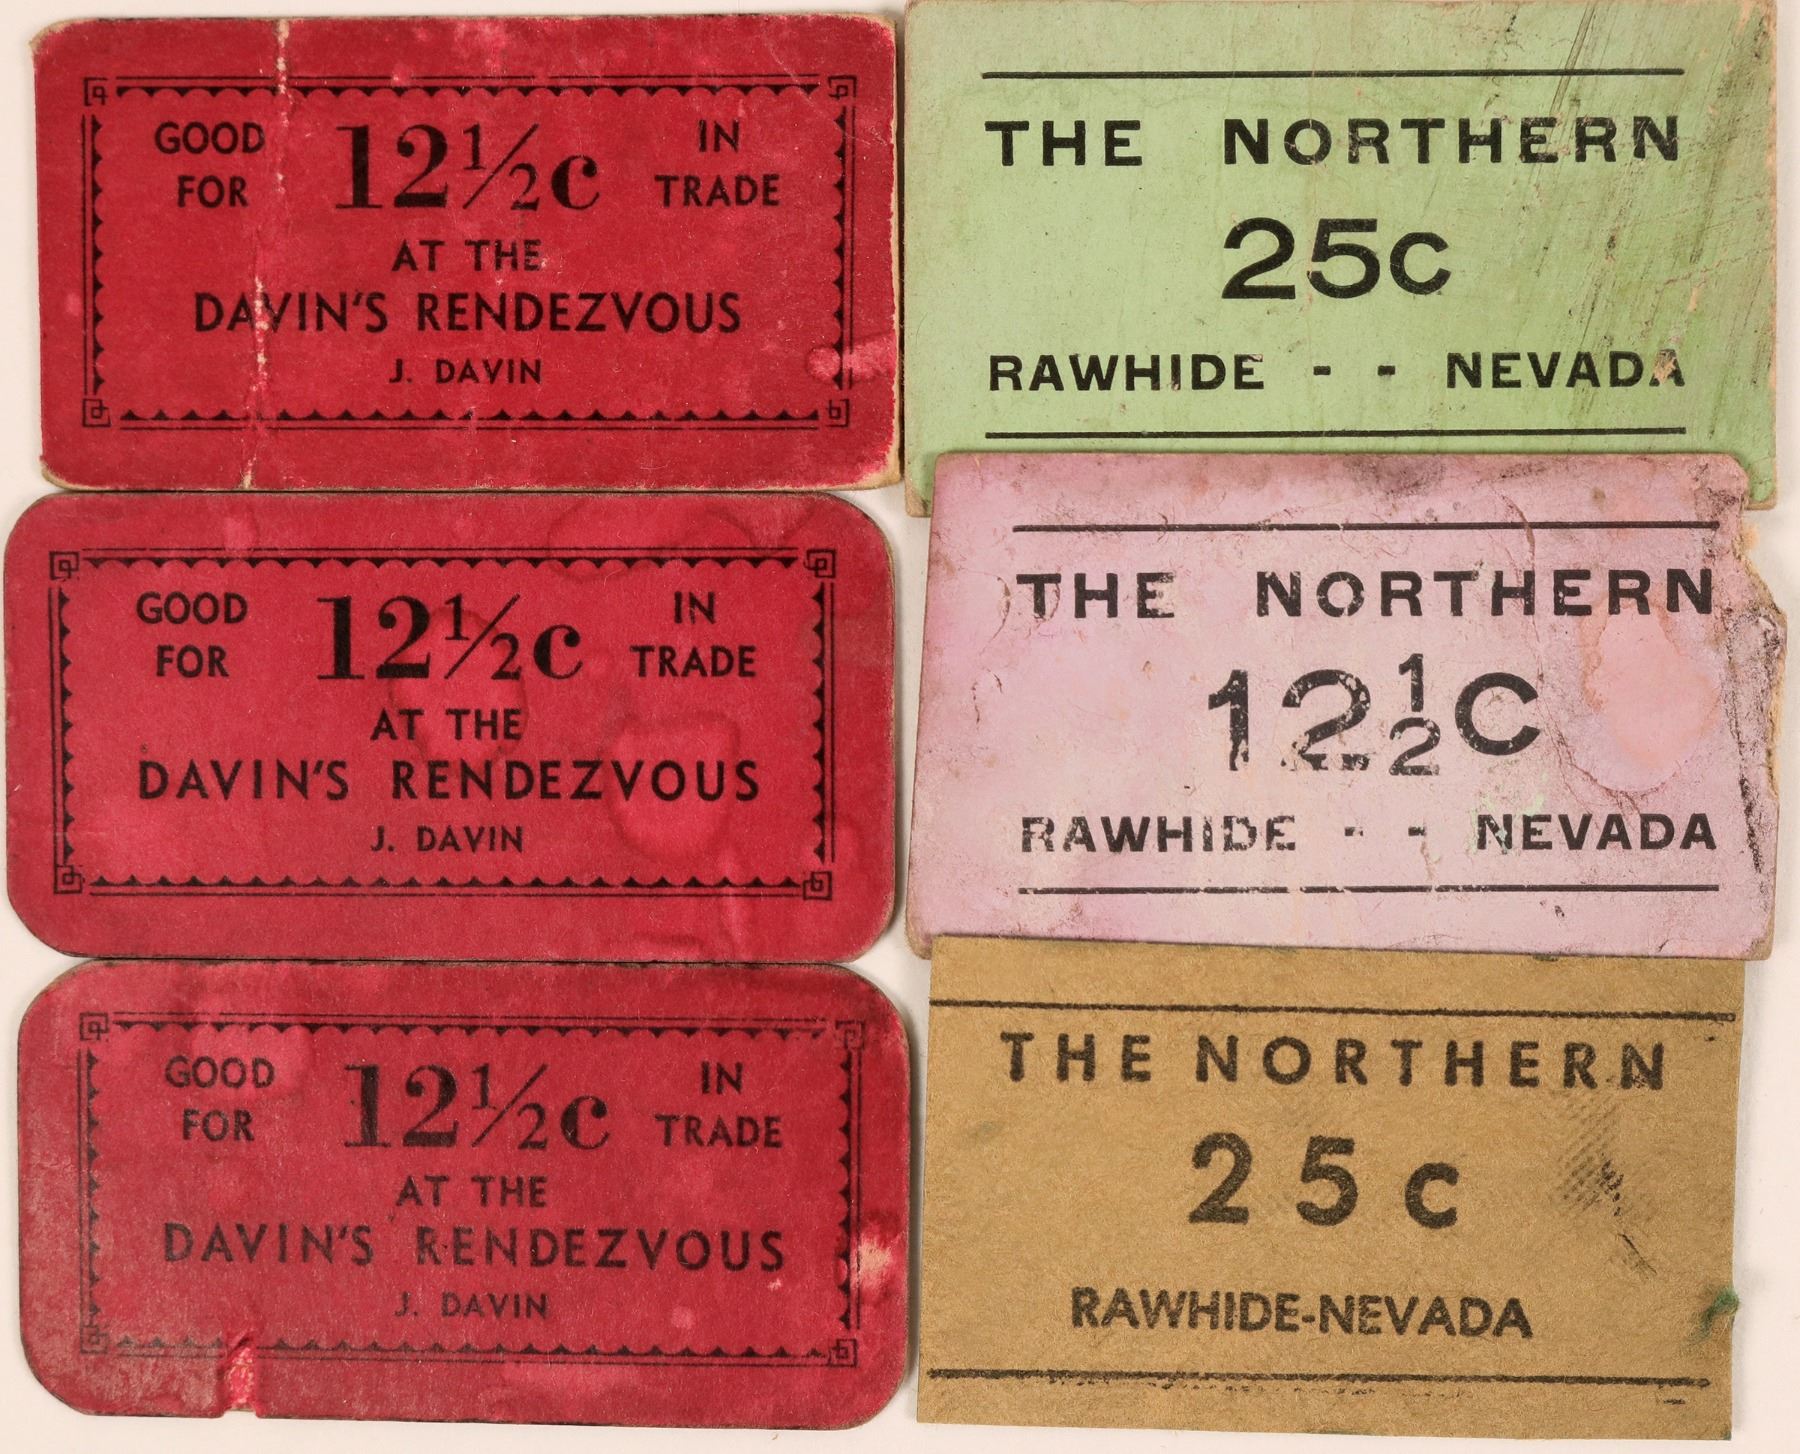 GOOD FOR 12½c IN TRADE
AT THE
DAVIN'S RENDEZVOUS
J. DAVIN
GOOD FOR 12½c IN TRADE
AT THE
DAVIN'S RENDEZVOUS
J. DAVIN
GOOD FOR 12½c IN TRADE
AT THE
DAVIN'S RENDEZVOUS
J. DAVIN
THE NORTHERN
25C
RAWHIDE - - NEVADA
THE NORTHERN
12½C
RAWHIDE - - NEVADA
THE NORTHERN
25c
RAWHIDE-NEVADA